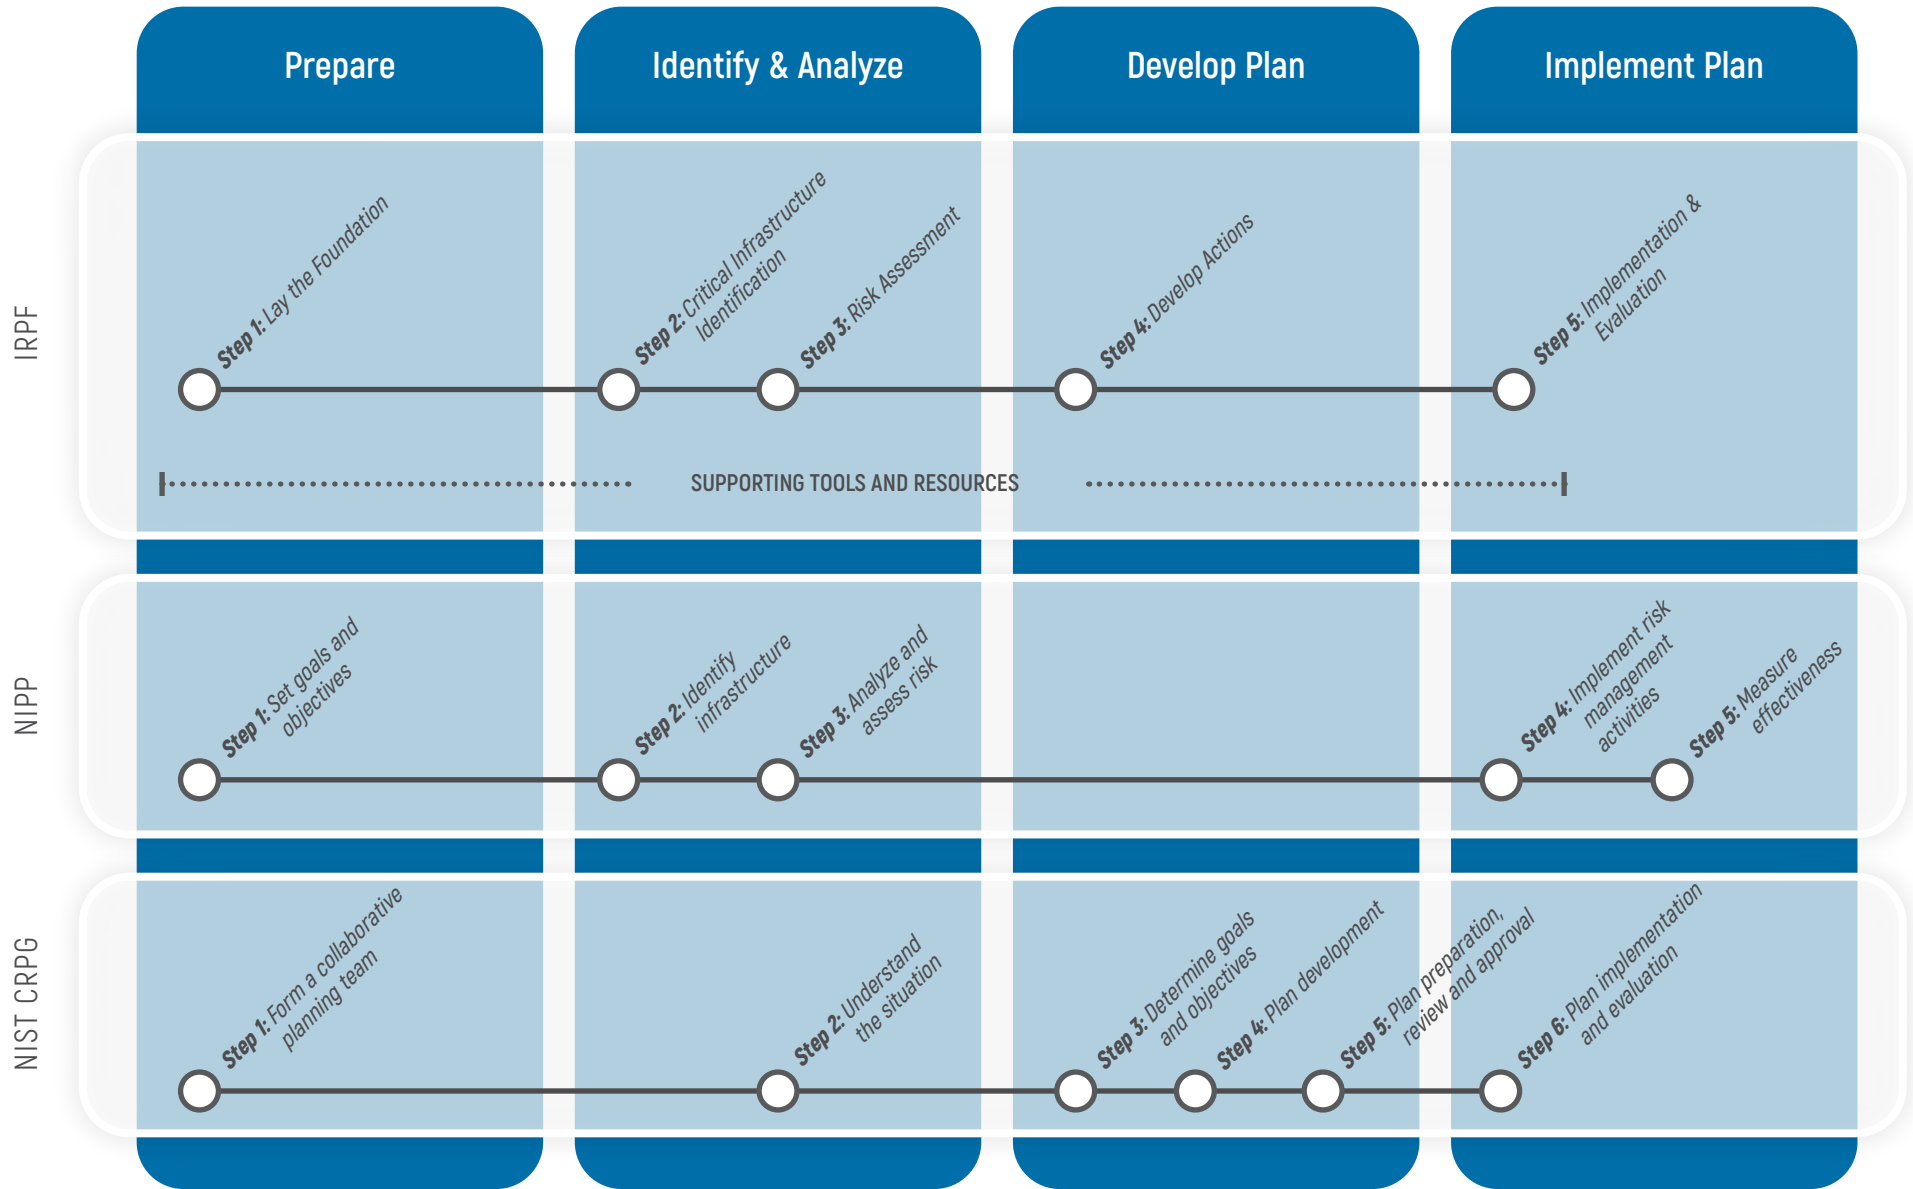 Prepare
Identify & Analyze
Develop Plan
Implement Plan
IRPF
Step 1: Lay the Foundation
Step 2: Critical Infrastructure
Identification
Step 3: Risk Assessment
Step 4: Develop Actions
Step 5: Implementation &
Evaluation
SUPPORTING TOOLS AND RESOURCES
NIPP
Step 1: Set goals and
objectives
Step 2: Identify
infrastructure
Step 3: Analyze and
assess risk
Step 4: Implement risk
management
activities
Step 5: Measure
effectiveness
NIST CRPG
Step 1: Form a collaborative
planning team
Step 2: Understand
the situation
Step 3: Determine goals
and objectives
Step 4: Plan development
Step 5: Plan preparation,
review and approval
Step 6: Plan implementation
and evaluation